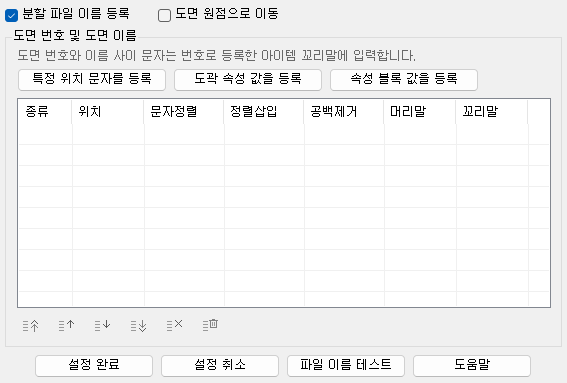 분할 파일 이름 등록 도면 원점으로 이동
도면 번호 및 도면 이름
도면 번호와 이름 사이 문자는 번호로 등록한 아이템 꼬리말에 입력합니다.
특정 위치 문자를 등록 도곽 속성 값을 등록 속성 블록 값을 등록
종류 위치 문자정렬 정렬삽입 공백제거 머리말 꼬리말
설정 완료 설정 취소 파일 이름 테스트 도움말